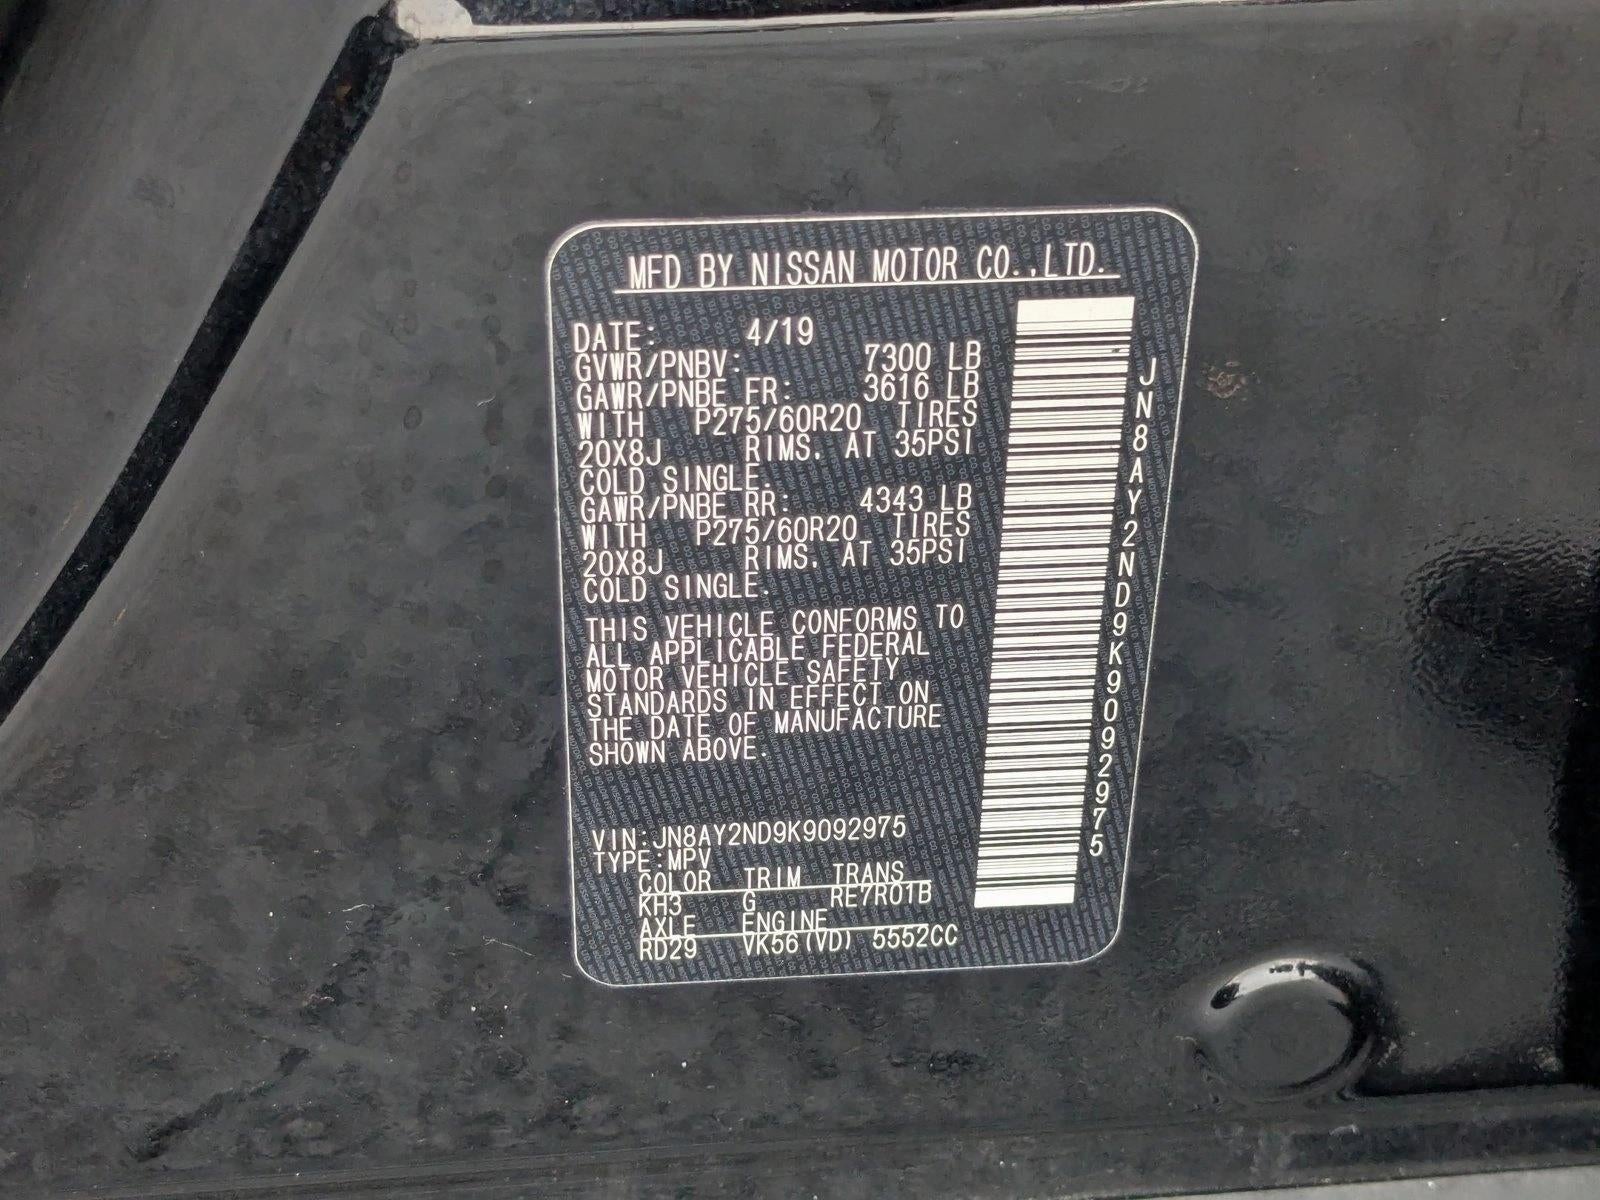 MFD BY NISSAN MOTOR CO.,LTD.
DATE: 4/19
GVWR/PNBV: 7300 LB
GAWR/PNBE FR: 3616 LB
WITH P275/60R20 TIRES
20X8J RIMS. AT 35PSI
COLD SINGLE.
GAWR/PNBE RR: 4343 LB
WITH P275/60R20 TIRES
20X8J RIMS. AT 35PSI
COLD SINGLE.
THIS VEHICLE CONFORMS TO
ALL APPLICABLE FEDERAL
MOTOR VEHICLE SAFETY
STANDARDS IN EFFECT ON
THE DATE OF MANUFACTURE
SHOWN ABOVE.
VIN:JN8AY2ND9K9092975
TYPE:MPV
COLOR TRIM TRANS
KH3 G RE7R01B
AXLE ENGINE
RD29 VK56(VD) 5552CC
JN8AY2ND9K9092975